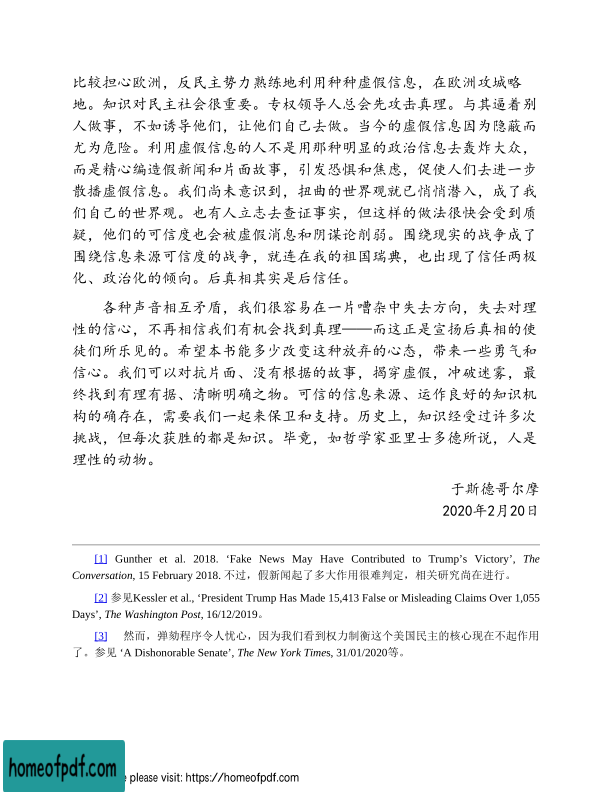 比较担心欧洲，反民主势力熟练地利用种种虚假信息，在欧洲攻城略
地。知识对民主社会很重要。专权领导人总会先攻击真理。与其逼着别
人做事，不如诱导他们，让他们自己去做。当今的虚假信息因为隐蔽而
尤为危险。利用虚假信息的人不是用那种明显的政治信息去轰炸大众，
而是精心编造假新闻和片面故事，引发恐惧和焦虑，促使人们去进一步
散播虚假信息。我们尚未意识到，扭曲的世界观就已悄悄潜入，成了我
们自己的世界观。也有人立志去查证事实，但这样的做法很快会受到质
疑，他们的可信度也会被虚假消息和阴谋论削弱。围绕现实的战争成了
围绕信息来源可信度的战争，就连在我的祖国瑞典，也出现了信任两极
化、政治化的倾向。后真相其实是后信任。
各种声音相互矛盾，我们很容易在一片嘈杂中失去方向，失去对理
性的信心，不再相信我们有机会找到真理——而这正是宣扬后真相的使
徒们所乐见的。希望本书能多少改变这种放弃的心态，带来一些勇气和
信心。我们可以对抗片面、没有根据的故事，揭穿虚假，冲破迷雾，最
终找到有理有据、清晰明确之物。可信的信息来源、运作良好的知识机
构的确存在，需要我们一起来保卫和支持。历史上，知识经受过许多次
挑战，但每次获胜的都是知识。毕竟，如哲学家亚里士多德所说，人是
理性的动物。
于斯德哥尔摩
2020年2月20日
[1] Gunther et al. 2018. ‘Fake News May Have Contributed to Trump’s Victory’, The
Conversation, 15 February 2018. 不过，假新闻起了多大作用很难判定，相关研究尚在进行。
[2] 参见Kessler et al., ‘President Trump Has Made 15,413 False or Misleading Claims Over 1,055
Days’, The Washington Post, 16/12/2019。
[3] 然而，弹劾程序令人忧心，因为我们看到权力制衡这个美国民主的核心现在不起作用
了。参见 ‘A Dishonorable Senate’, The New York Times, 31/01/2020等。
homeofpdf.com
please visit: https://homeofpdf.com